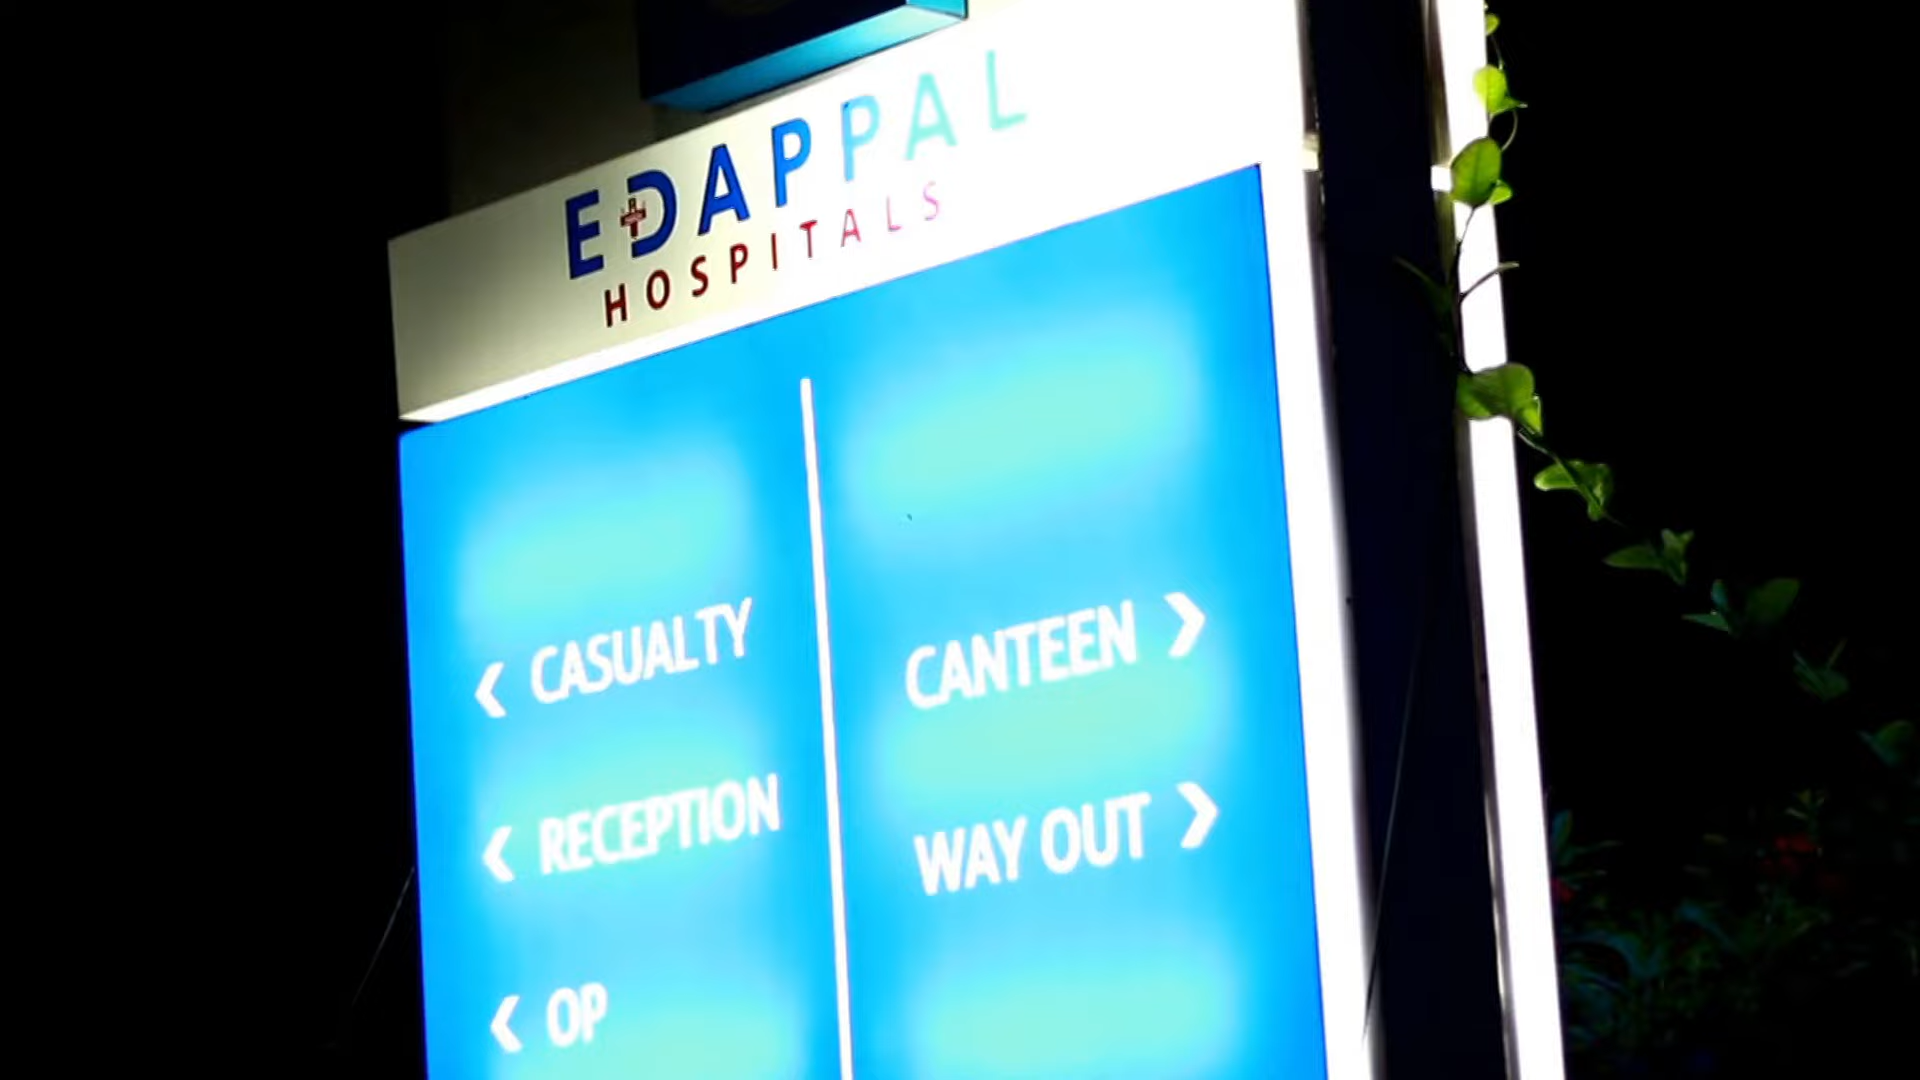 EDAPPAL
HOSPITALS
CASUALTY
RECEPTION
OP
CANTEEN
WAY OUT